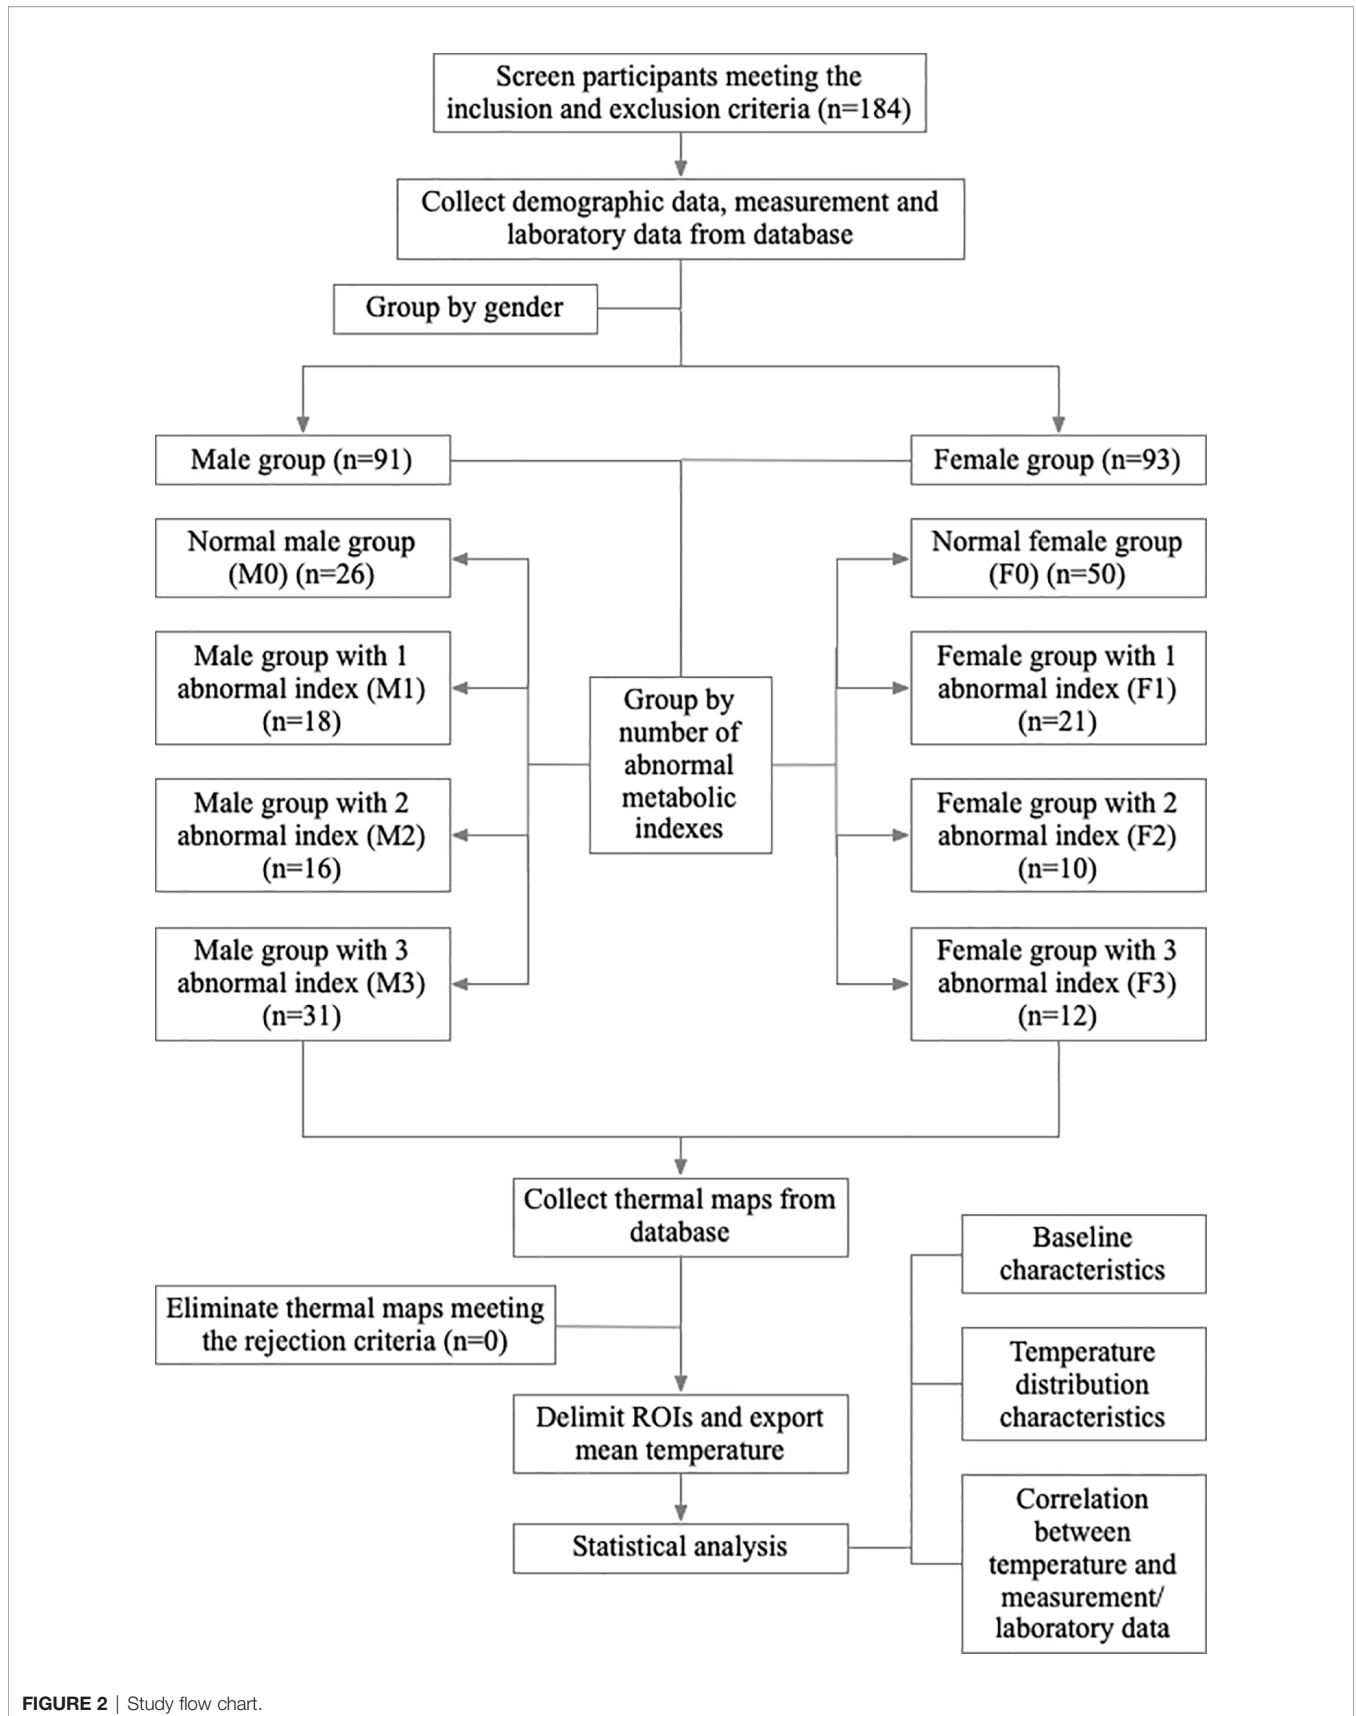 Screen participants meeting the
inclusion and exclusion criteria (n=184)
Collect demographic data, measurement and
laboratory data from database
Group by gender
Male group (n=91)
Female group (n=93)
Normal male group
(M0) (n=26)
Normal female group
(F0) (n=50)
Male group with 1
abnormal index (M1)
(n=18)
Female group with 1
abnormal index (F1)
(n=21)
Group by
number of
abnormal
metabolic
indexes
Male group with 2
abnormal index (M2)
(n=16)
Female group with 2
abnormal index (F2)
(n=10)
Male group with 3
abnormal index (M3)
(n=31)
Female group with 3
abnormal index (F3)
(n=12)
Collect thermal maps from
database
Eliminate thermal maps meeting
the rejection criteria (n=0)
Delimit ROIs and export
mean temperature
Statistical analysis
Baseline
characteristics
Temperature
distribution
characteristics
Correlation
between
temperature and
measurement/
laboratory data
FIGURE 2 | Study flow chart.